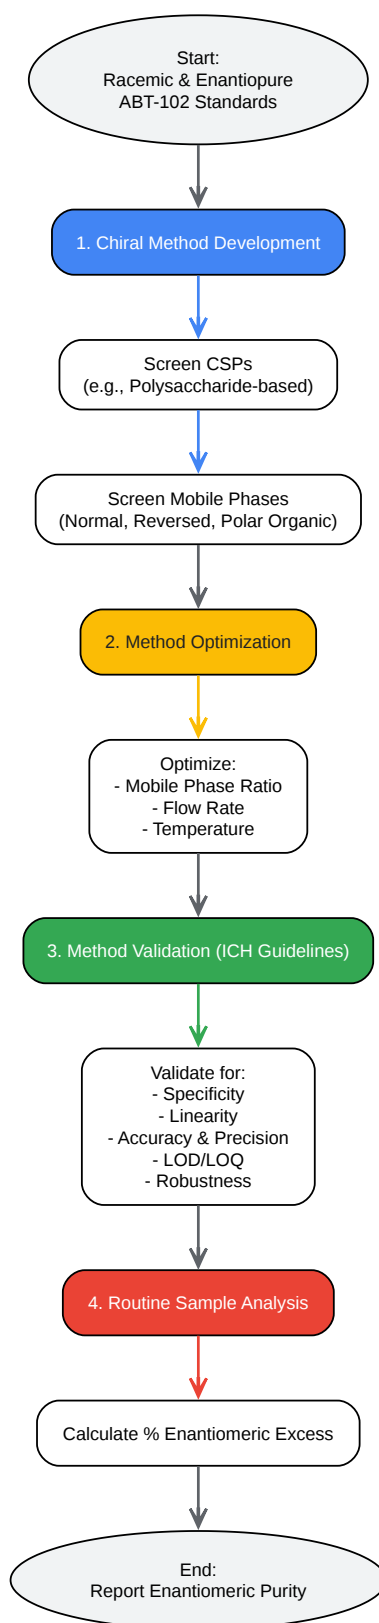 Start:
Racemic & Enantiopure
ABT-102 Standards
1. Chiral Method Development
Screen CSPs
(e.g., Polysaccharide-based)
Screen Mobile Phases
(Normal, Reversed, Polar Organic)
2. Method Optimization
Optimize:
- Mobile Phase Ratio
- Flow Rate
- Temperature
3. Method Validation (ICH Guidelines)
Validate for:
- Specificity
- Linearity
- Accuracy & Precision
- LOD/LOQ
- Robustness
4. Routine Sample Analysis
Calculate % Enantiomeric Excess
End:
Report Enantiomeric Purity